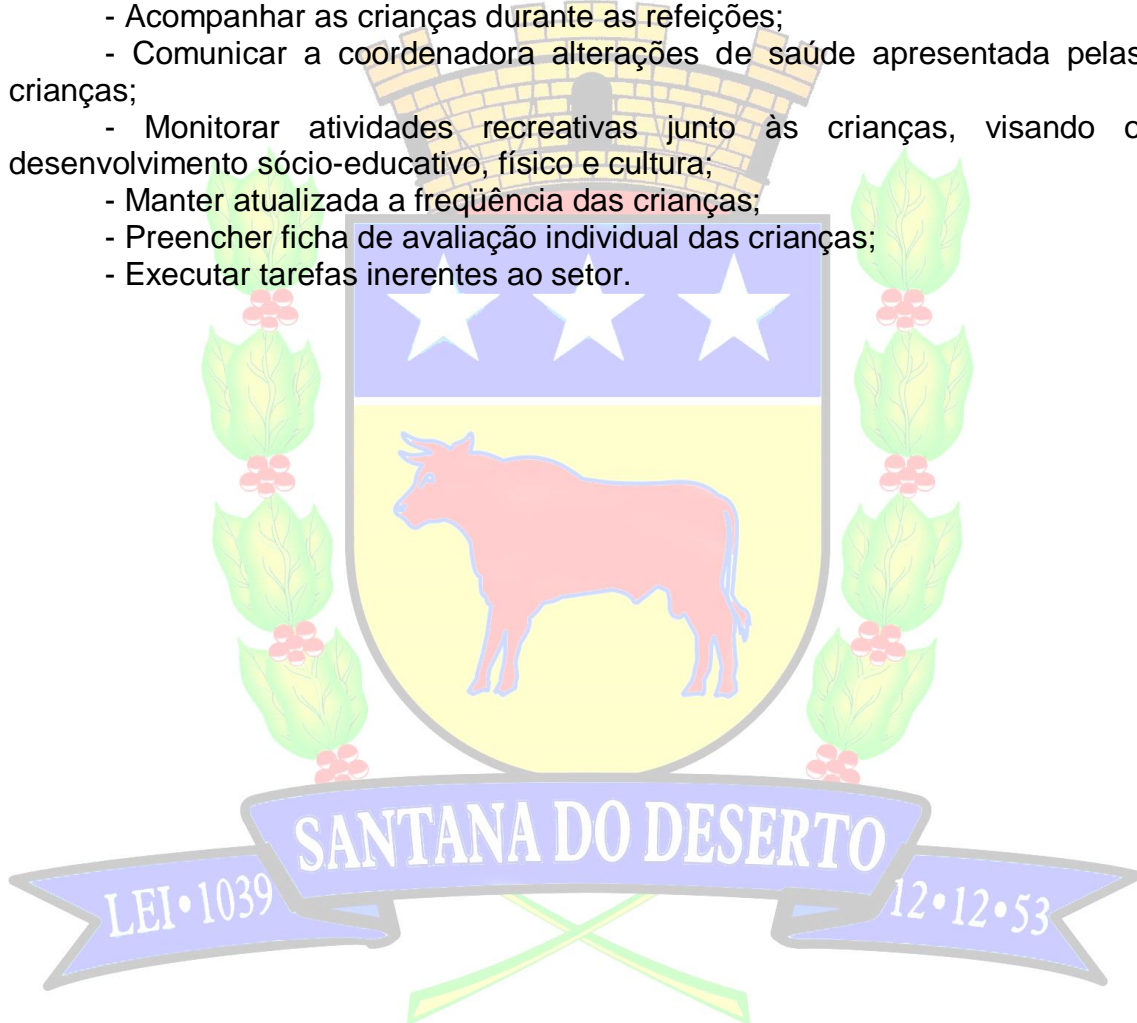 - Acompanhar as crianças durante as refeições;
- Comunicar a coordenadora alterações de saúde apresentada pelas
crianças;
- Monitorar atividades recreativas junto às crianças, visando o
desenvolvimento sócio-educativo, físico e cultura;
- Manter atualizada a freqüência das crianças;
- Preencher ficha de avaliação individual das crianças;
- Executar tarefas inerentes ao setor.
SANTANA DO DESERTO
LEI•1039
12•12•53